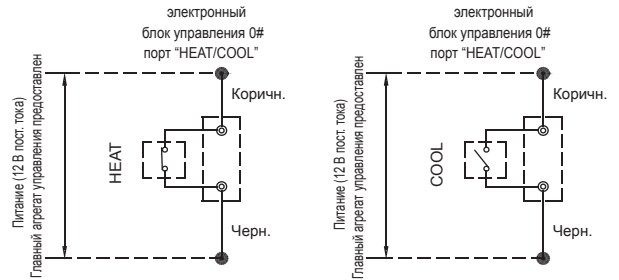 электронный
блок управления 0#
порт “HEAT/COOL”
Коричн.
HEAT
Питание (12 В пост. тока)
Главный агрегат управления предоставлен
Черн.
электронный
блок управления 0#
порт “HEAT/COOL”
Коричн.
COOL
Питание (12 В пост. тока)
Главный агрегат управления предоставлен
Черн.